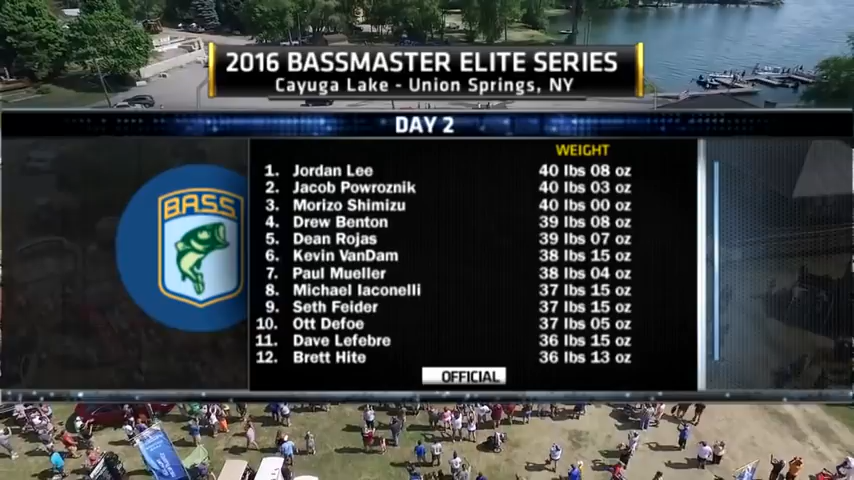 2016 BASSMASTER ELITE SERIES
Cayuga Lake - Union Springs, NY
DAY 2
WEIGHT
1. Jordan Lee 40 lbs 08 oz
2. Jacob Powroznik 40 lbs 03 oz
3. Morizo Shimizu 40 lbs 00 oz
4. Drew Benton 39 lbs 08 oz
5. Dean Rojas 39 lbs 07 oz
6. Kevin VanDam 38 lbs 15 oz
7. Paul Mueller 38 lbs 04 oz
8. Michael Iaconelli 37 lbs 15 oz
9. Seth Feider 37 lbs 15 oz
10. Ott Defoe 37 lbs 05 oz
11. Dave Lefebre 36 lbs 15 oz
12. Brett Hite 36 lbs 13 oz
B.A.S.S.
OFFICIAL